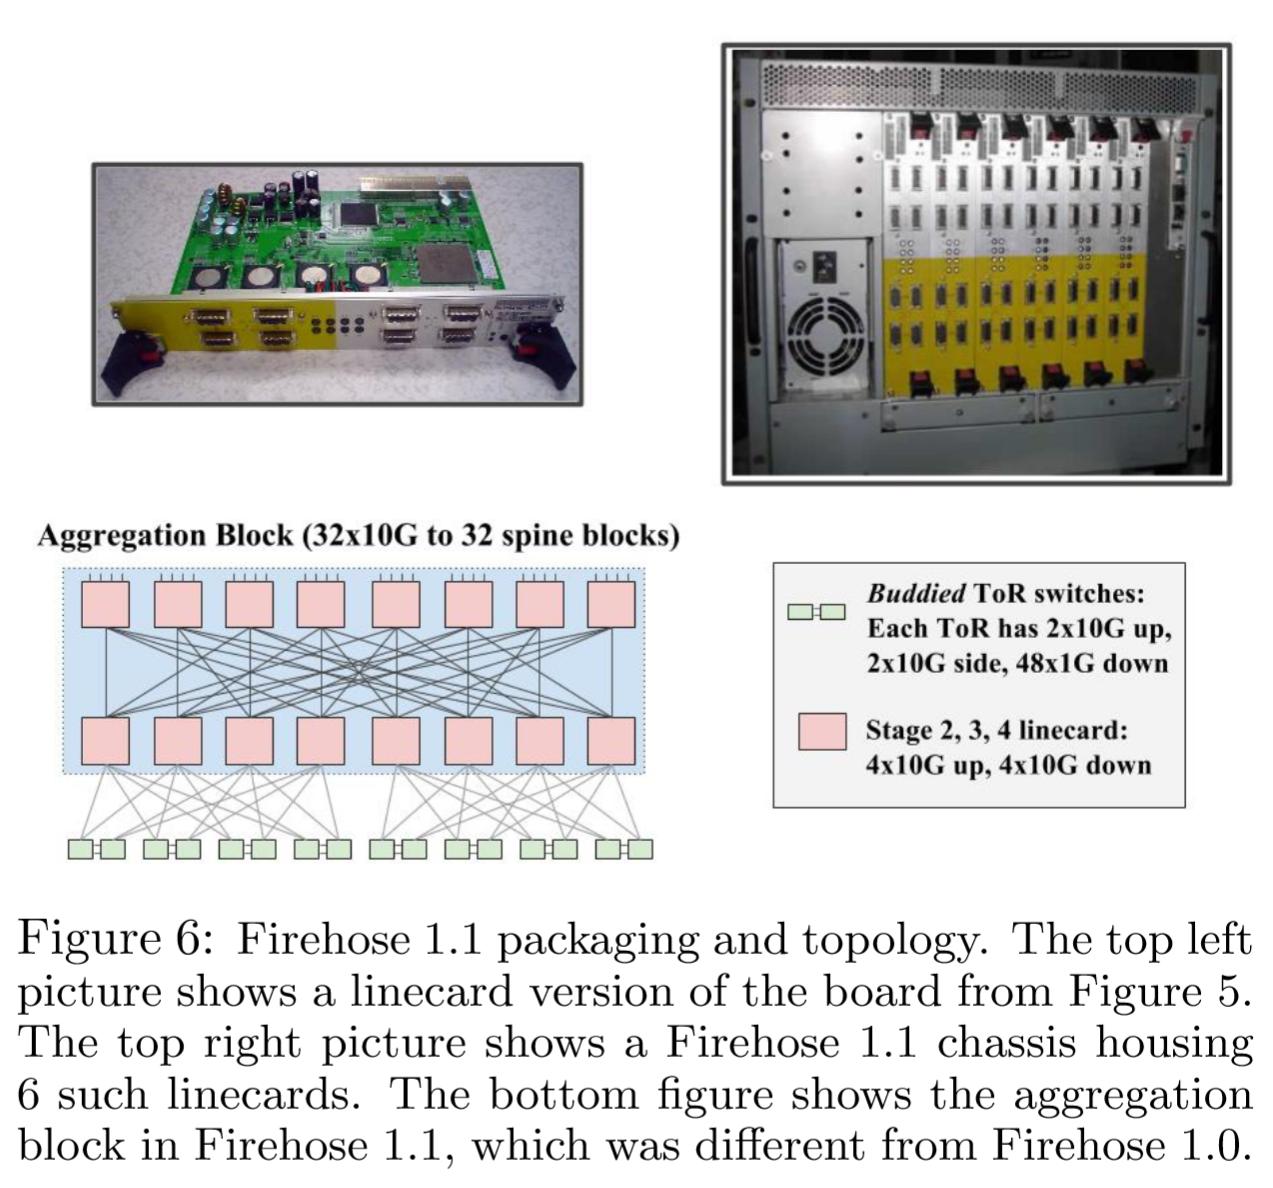 Aggregation Block (32x10G to 32 spine blocks)
Buddied ToR switches:
Each ToR has 2x10G up,
2x10G side, 48x1G down
Stage 2, 3, 4 linecard:
4x10G up, 4x10G down
Figure 6: Firehose 1.1 packaging and topology. The top left
picture shows a linecard version of the board from Figure 5.
The top right picture shows a Firehose 1.1 chassis housing
6 such linecards. The bottom figure shows the aggregation
block in Firehose 1.1, which was different from Firehose 1.0.